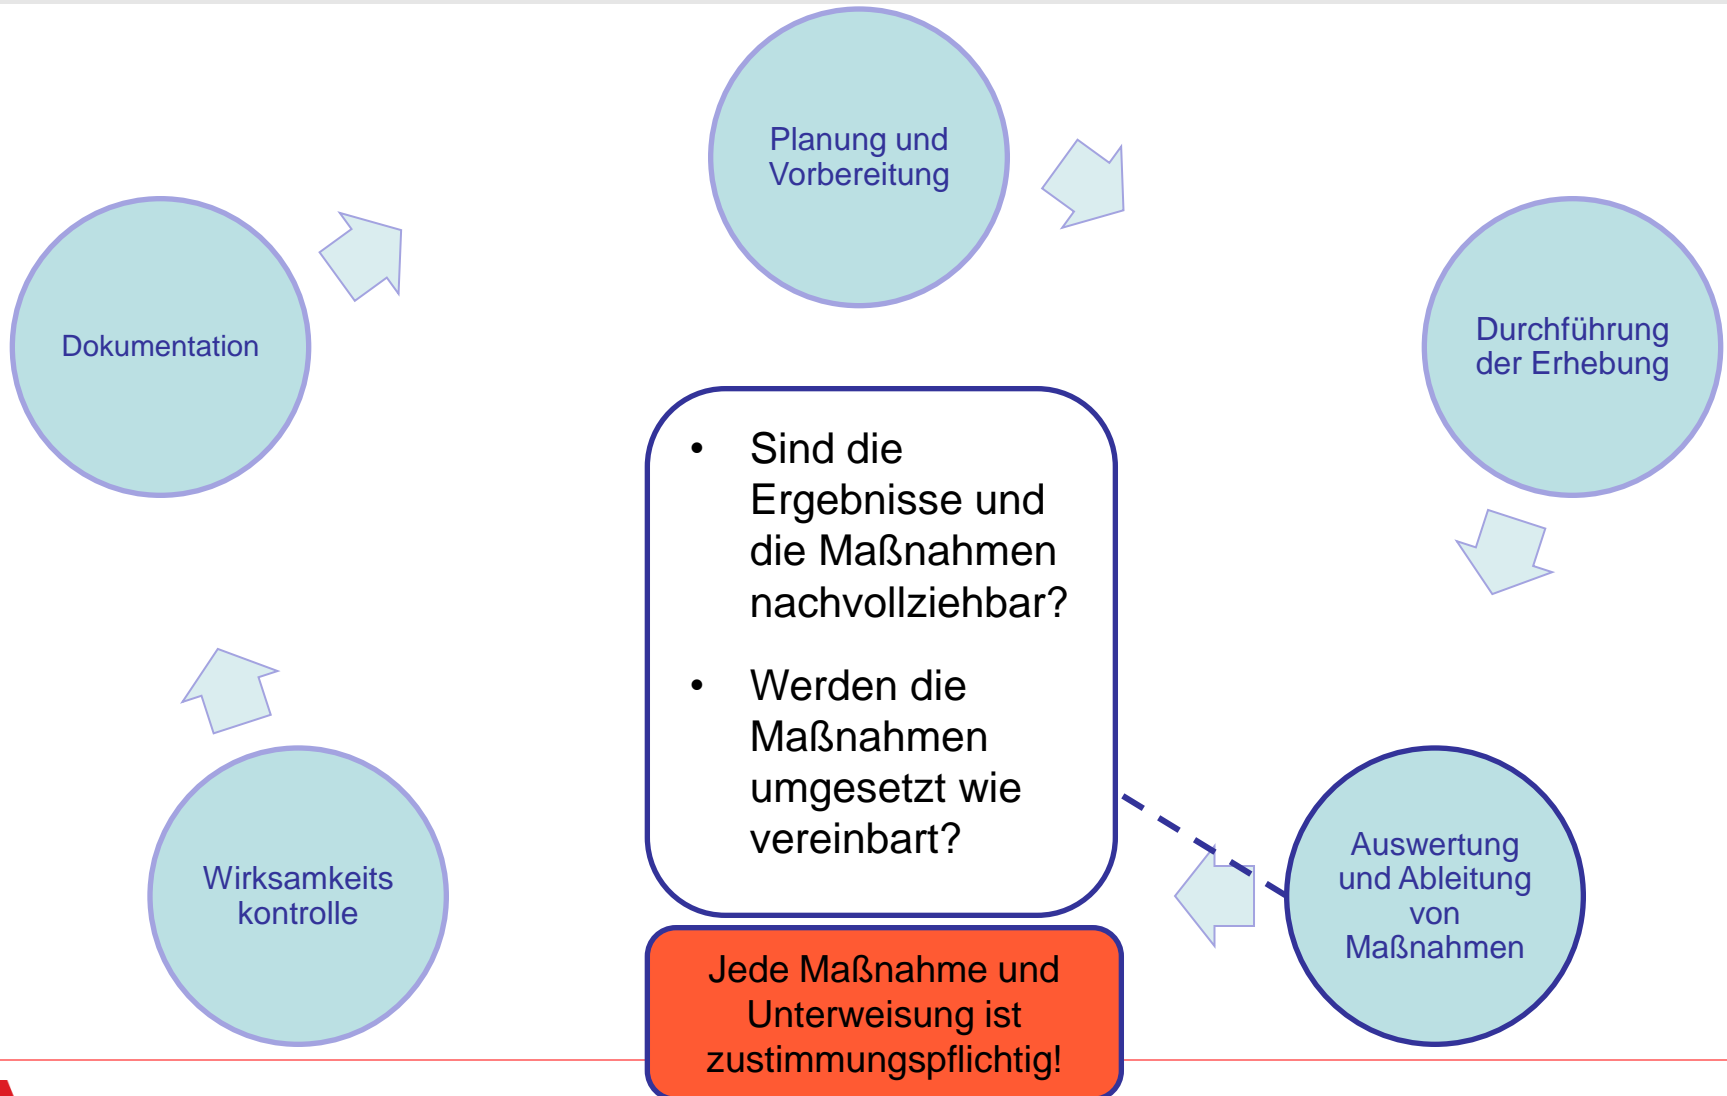 Planung und
Vorbereitung
Dokumentation
Durchführung
der Erhebung
• Sind die
Ergebnisse und
die Maßnahmen
nachvollziehbar?
• Werden die
Maßnahmen
umgesetzt wie
vereinbart?
Wirksamkeits
kontrolle
Auswertung
und Ableitung
von
Maßnahmen
Jede Maßnahme und
Unterweisung ist
zustimmungspflichtig!